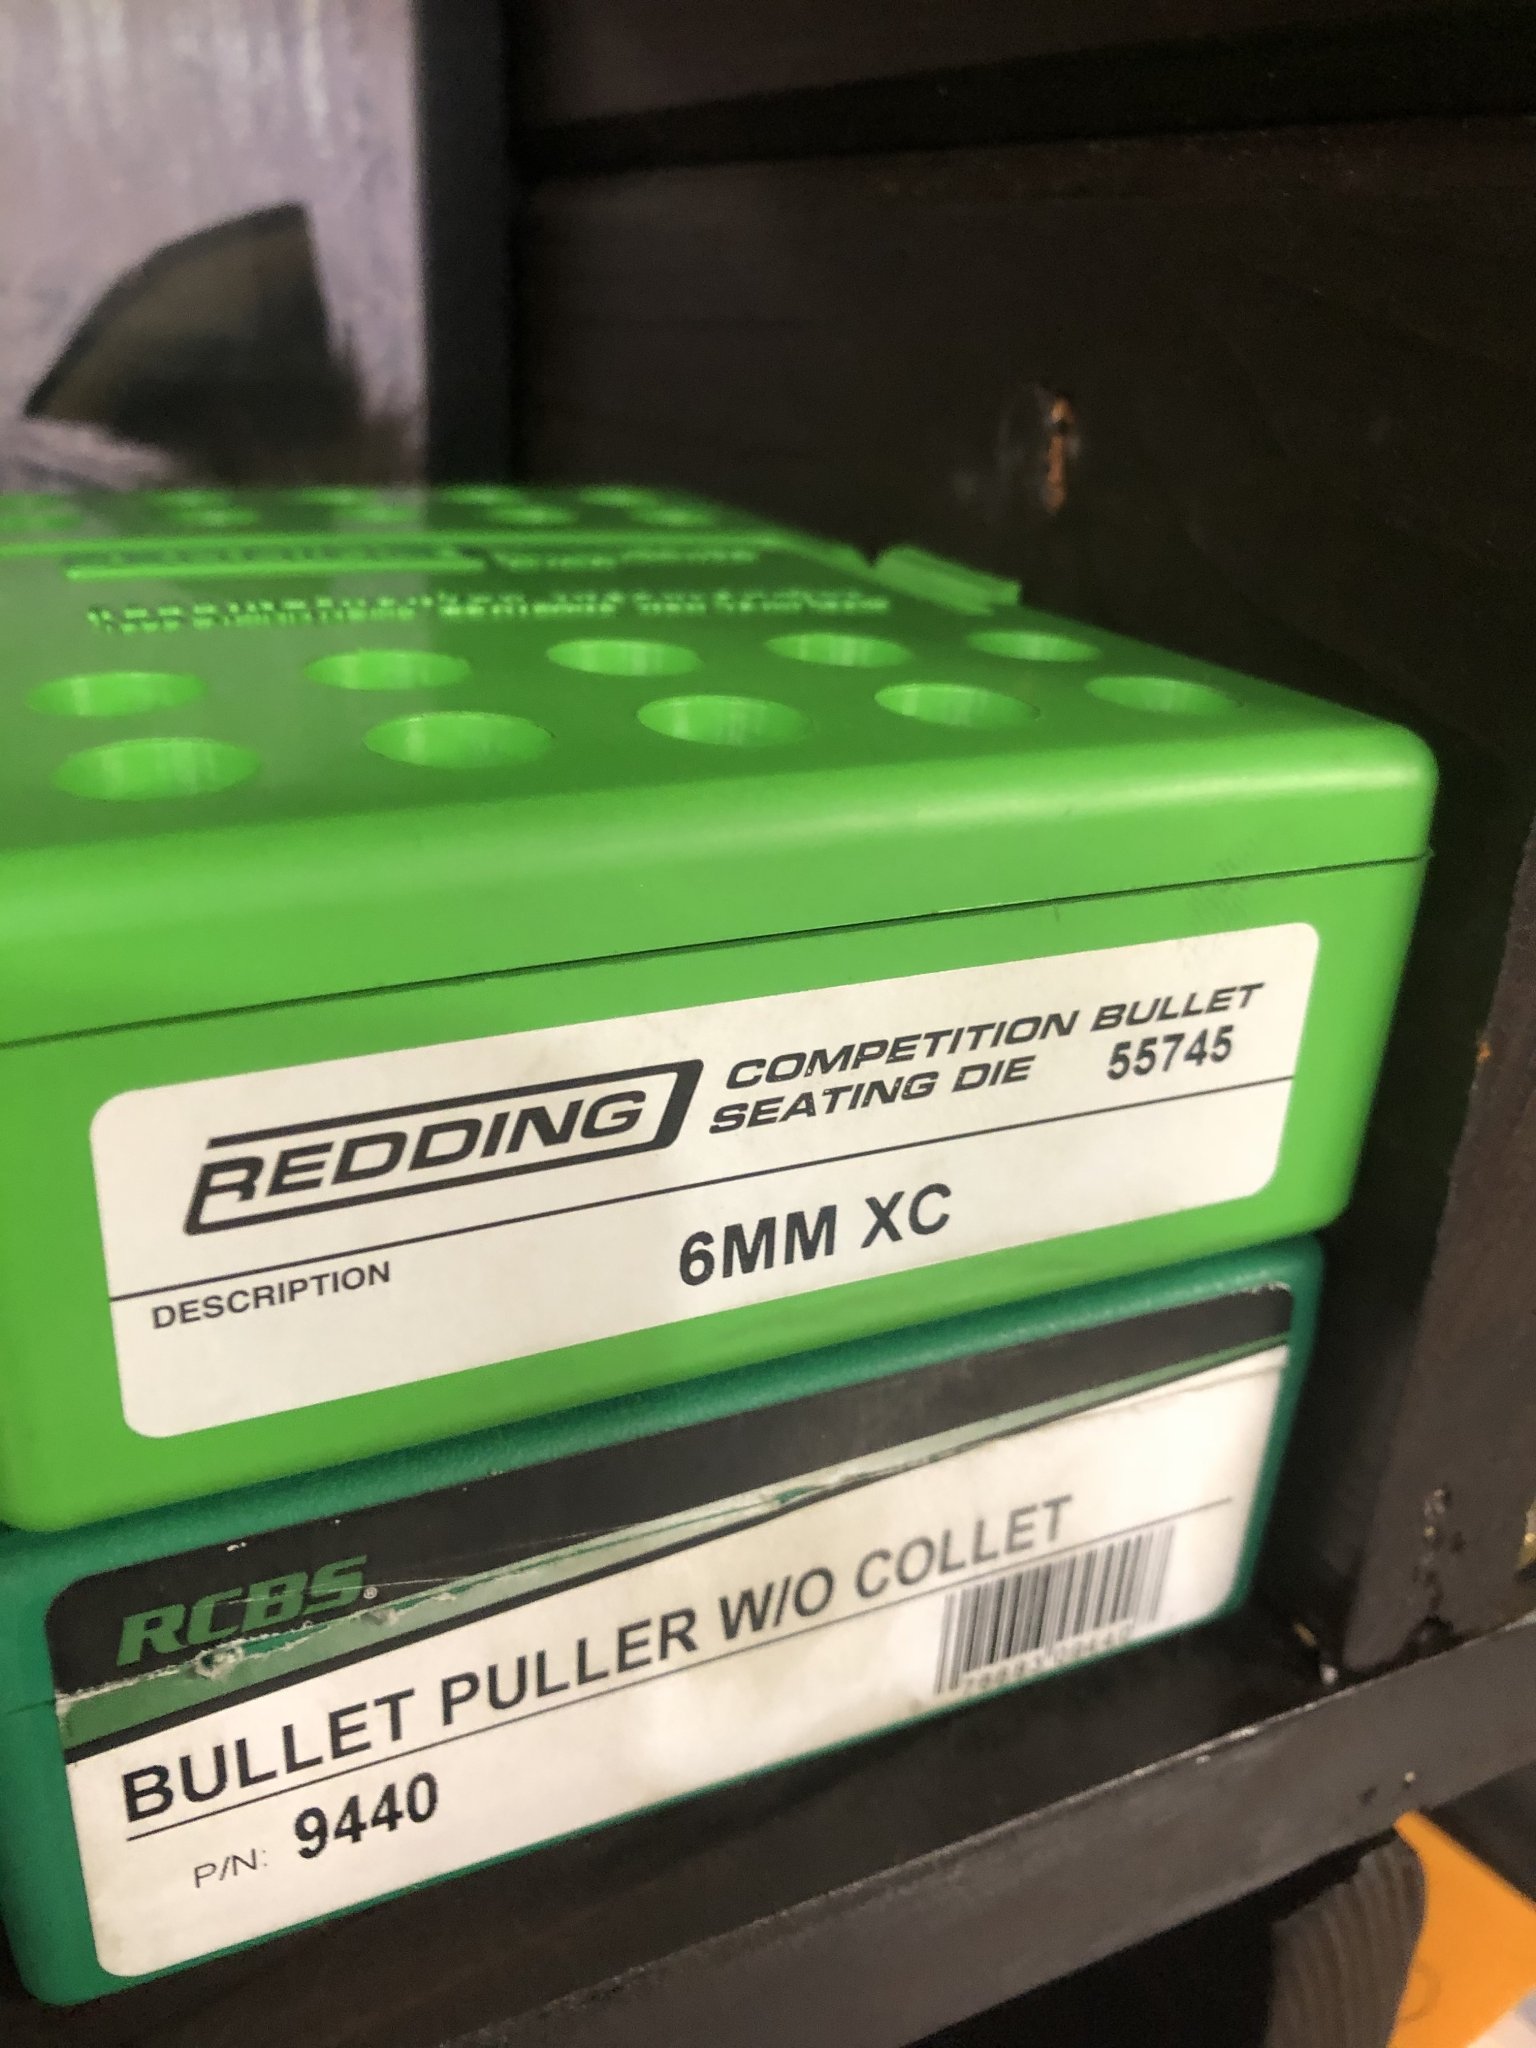 REDDING
COMPETITION BULLET
SEATING DIE 55745
DESCRIPTION 6MM XC
RCBS®
BULLET PULLER W/O COLLET
P/N: 9440